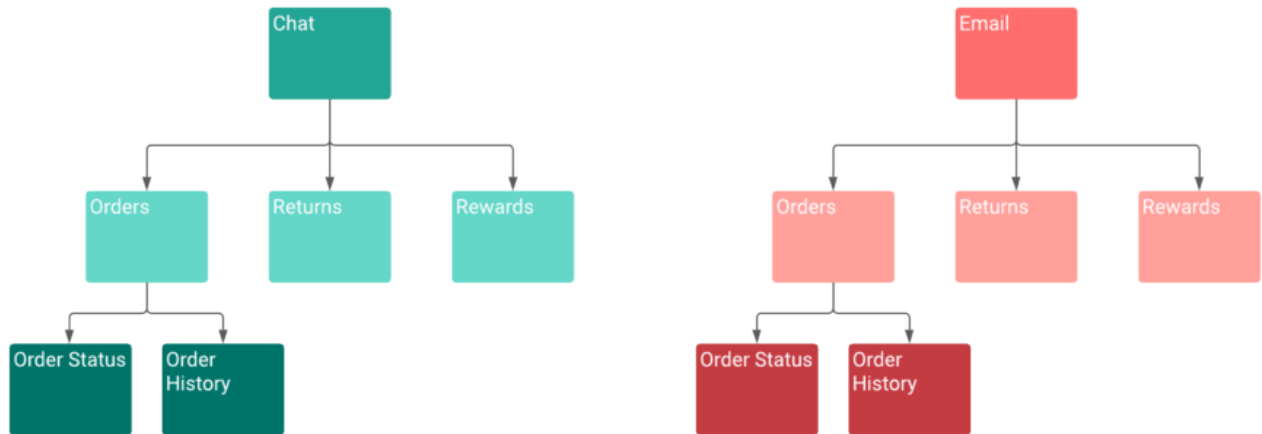 Chat
Email
Orders
Returns
Rewards
Orders
Returns
Rewards
Order Status
Order
History
Order Status
Order
History